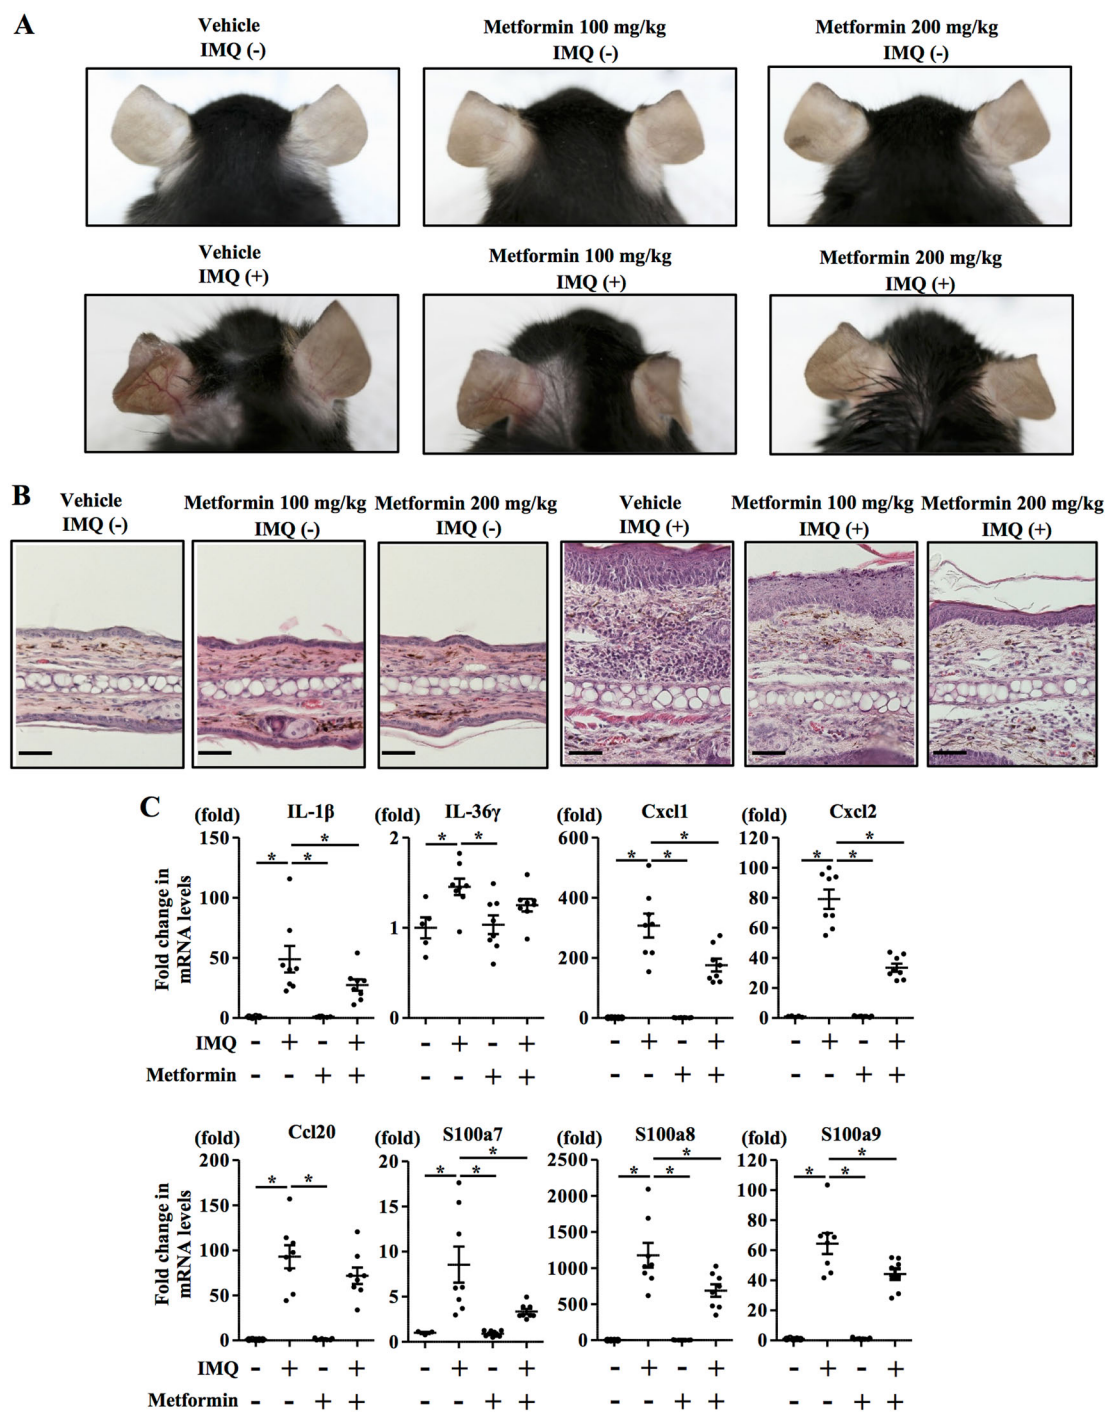 A
Vehicle
IMQ (-)
Metformin 100 mg/kg
IMQ (-)
Metformin 200 mg/kg
IMQ (-)
Vehicle
IMQ (+)
Metformin 100 mg/kg
IMQ (+)
Metformin 200 mg/kg
IMQ (+)
B
Vehicle
IMQ (-)
Metformin 100 mg/kg
IMQ (-)
Metformin 200 mg/kg
IMQ (-)
Vehicle
IMQ (+)
Metformin 100 mg/kg
IMQ (+)
Metformin 200 mg/kg
IMQ (+)
C
(fold) IL-1β
Fold change in
mRNA levels
150
100
50
0
* * *
(fold) IL-36γ
2
1
0
* *
(fold) Cxcl1
600
400
200
0
* * *
(fold) Cxcl2
120
100
80
60
40
20
0
* * *
IMQ - + - + - + - + - + - + - + - +
Metformin - - + + - - + + - - + + - - + +
(fold) Ccl20
Fold change in
mRNA levels
200
150
100
50
0
* *
(fold) S100a7
20
15
10
5
0
* * *
(fold) S100a8
2500
2000
1500
1000
500
0
* * *
(fold) S100a9
120
100
80
60
40
20
0
* * *
IMQ - + - + - + - + - + - + - + - +
Metformin - - + + - - + + - - + + - - + +